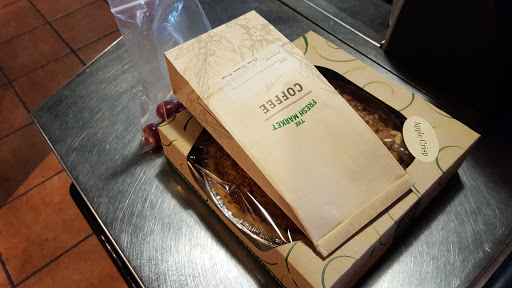 THE
FRESH MARKET
COFFEE
Apple Crisp